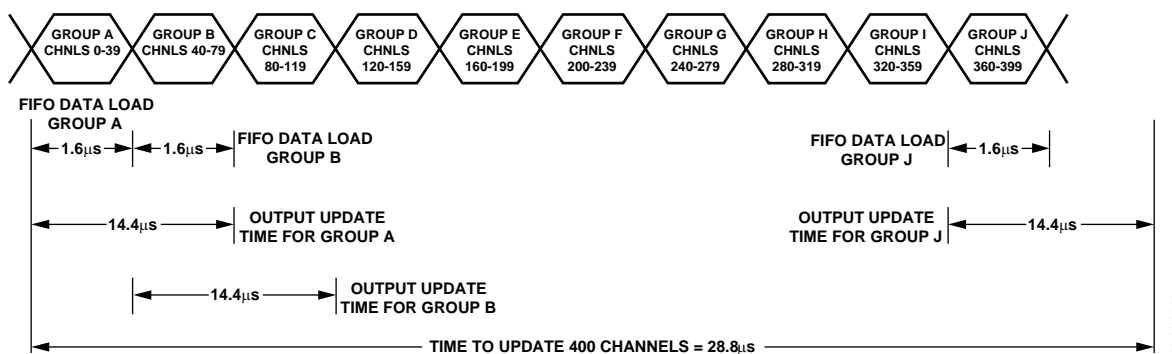 GROUP A
CHNLS 0-39
GROUP B
CHNLS 40-79
GROUP C
CHNLS
80-119
GROUP D
CHNLS
120-159
GROUP E
CHNLS
160-199
GROUP F
CHNLS
200-239
GROUP G
CHNLS
240-279
GROUP H
CHNLS
280-319
GROUP I
CHNLS
320-359
GROUP J
CHNLS
360-399
FIFO DATA LOAD
GROUP A
1.6μs
1.6μs
FIFO DATA LOAD
GROUP B
FIFO DATA LOAD
GROUP J
1.6μs
14.4μs
OUTPUT UPDATE
TIME FOR GROUP A
OUTPUT UPDATE
TIME FOR GROUP J
14.4μs
14.4μs
OUTPUT UPDATE
TIME FOR GROUP B
TIME TO UPDATE 400 CHANNELS = 28.8μs